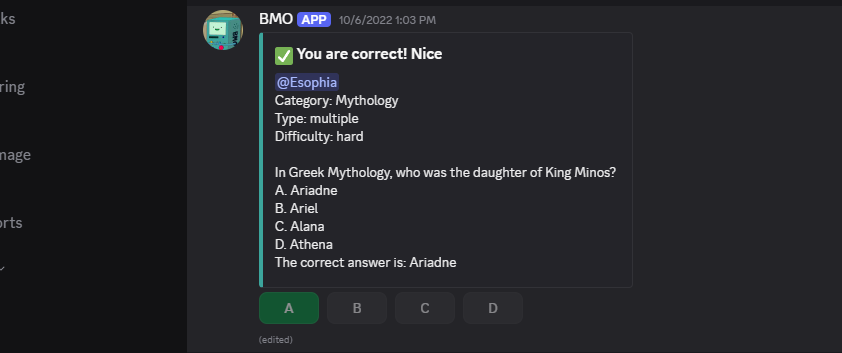 ks
BMO APP 10/6/2022 1:03 PM
✅ You are correct! Nice
@Esophia
ring
Category: Mythology
Type: multiple
Difficulty: hard
mage
In Greek Mythology, who was the daughter of King Minos?
A. Ariadne
B. Ariel
orts
C. Alana
D. Athena
The correct answer is: Ariadne
A B C D
(edited)